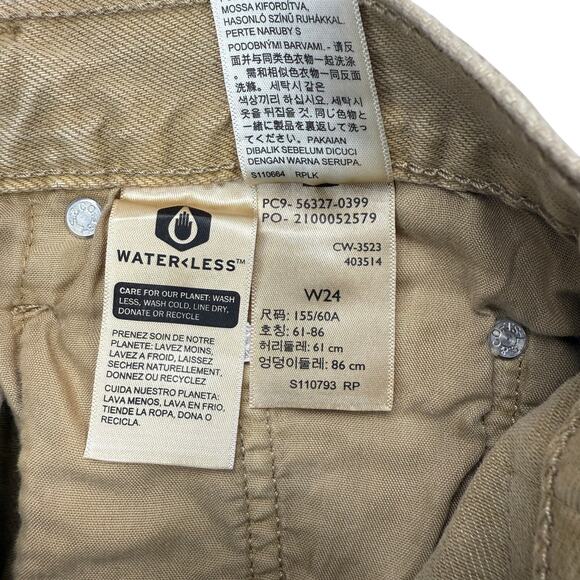 MOSSA KIFORDÍTVA,
HASONLÓ SZÍNŰ RUHÁKKAL.
PERTE NARUBY S
PODOBNÝMI BARVAMI - 请反
面并与同类色衣物一起洗涤
。需和相似色衣物一同反面
洗滌。세탁시 같은
색상끼리 하십시요. 세탁시
옷을 뒤집을 것. 同じ色物と
一緒に製品を裏返して洗っ
てください。PAKAIAN
DIBALIK SEBELUM DICUCI
DENGAN WARNA SERUPA.
S110664 RPLK
WATER<LESS™
CARE FOR OUR PLANET: WASH
LESS, WASH COLD, LINE DRY,
DONATE OR RECYCLE
PRENEZ SOIN DE NOTRE
PLANETE: LAVEZ MOINS,
LAVEZ A FROID, LAISSEZ
SECHER NATURELLEMENT,
DONNEZ OU RECYCLEZ
CUIDA NUESTRO PLANETA:
LAVA MENOS, LAVA EN FRIO,
TIENDE LA ROPA, DONA O
RECICLA.
PC9- 56327-0399
PO- 2100052579
CW-3523
403514
W24
尺码: 155/60A
호칭: 61-86
허리둘레: 61 cm
엉덩이둘레: 86 cm
S110793 RP